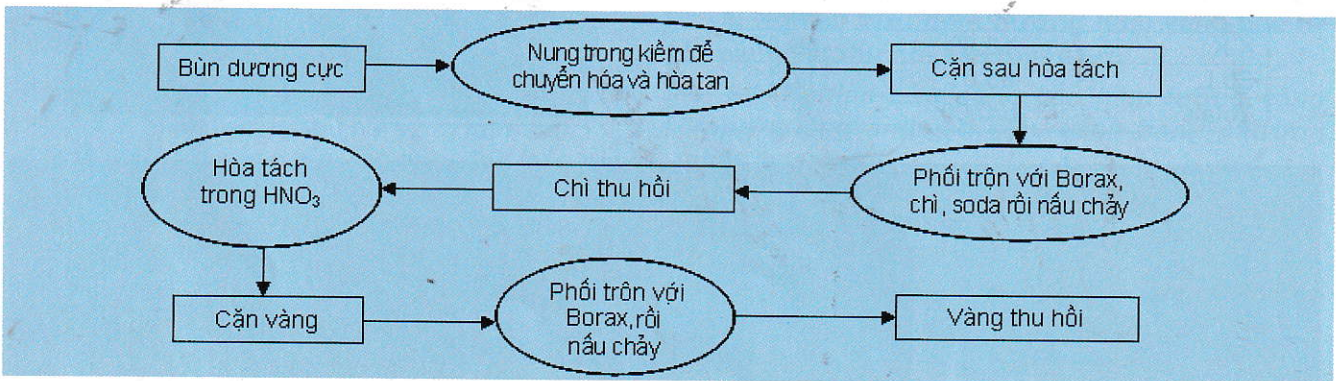 Bùn dương cực
Nung trong kiềm để
chuyển hóa và hòa tan
Cặn sau hòa tách
Phối trộn với Borax,
chì, soda rồi nấu chảy
Chì thu hồi
Hòa tách
trong HNO₃
Cặn vàng
Phối trôn với
Borax,rồi
nấu chảy
Vàng thu hồi